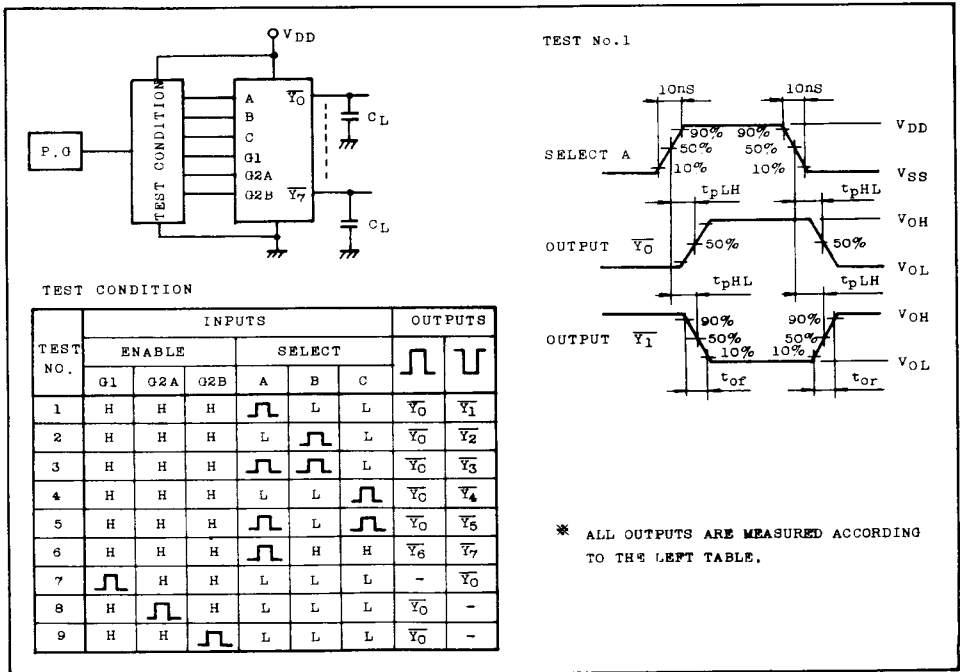 V DD
TEST No.1
P.G
TEST CONDITION
A Y0
B
C
G1
G2A
G2B Y7
CL
CL
10ns 10ns
90% 90%
50% 50%
10% 10%
SELECT A
VDD
VSS
tpLH tpHL
OUTPUT Y0
50% 50%
VOH
VOL
tpHL tpLH
OUTPUT Y1
90% 90%
50% 50%
10% 10%
VOH
VOL
tof tor
TEST CONDITION
TEST NO. INPUTS OUTPUTS
ENABLE SELECT
G1 G2A G2B A B C
1 H H H L L Y0 Y1
2 H H H L L Y0 Y2
3 H H H L Y0 Y3
4 H H H L L Y0 Y4
5 H H H L Y0 Y5
6 H H H H H Y6 Y7
7 H H L L L - Y0
8 H H L L L Y0 -
9 H H L L L Y0 -
※ ALL OUTPUTS ARE MEASURED ACCORDING
TO THE LEFT TABLE.